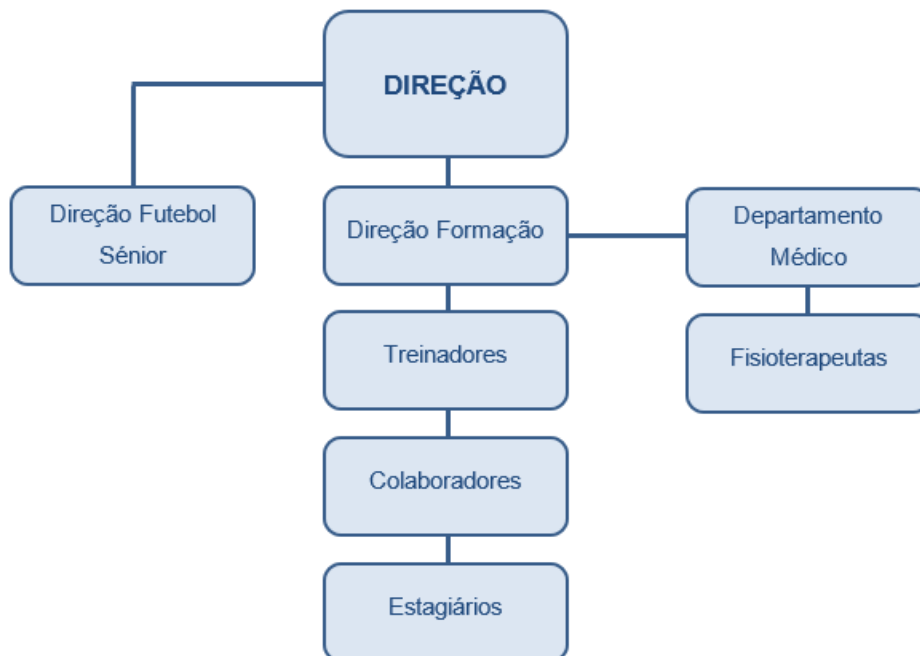 DIREÇÃO
Direção Futebol
Sénior
Direção Formação
Departamento
Médico
Treinadores
Fisioterapeutas
Colaboradores
Estagiários